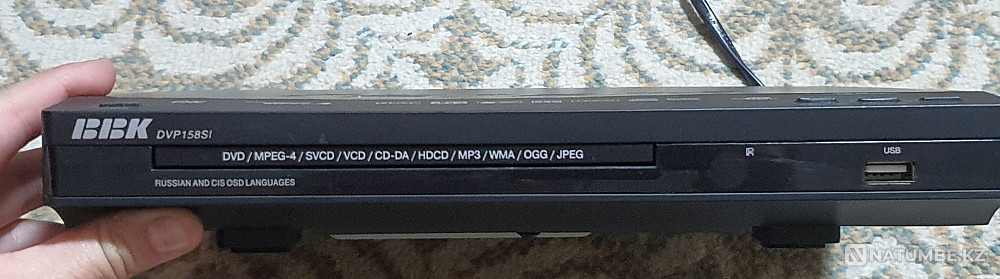 BBK DVP158SI
DVD / MPEG-4 / SVCD / VCD / CD-DA / HDCD / MP3 / WMA / OGG / JPEG
USB
RUSSIAN AND CIS OSD LANGUAGES
NATUMBE.KZ